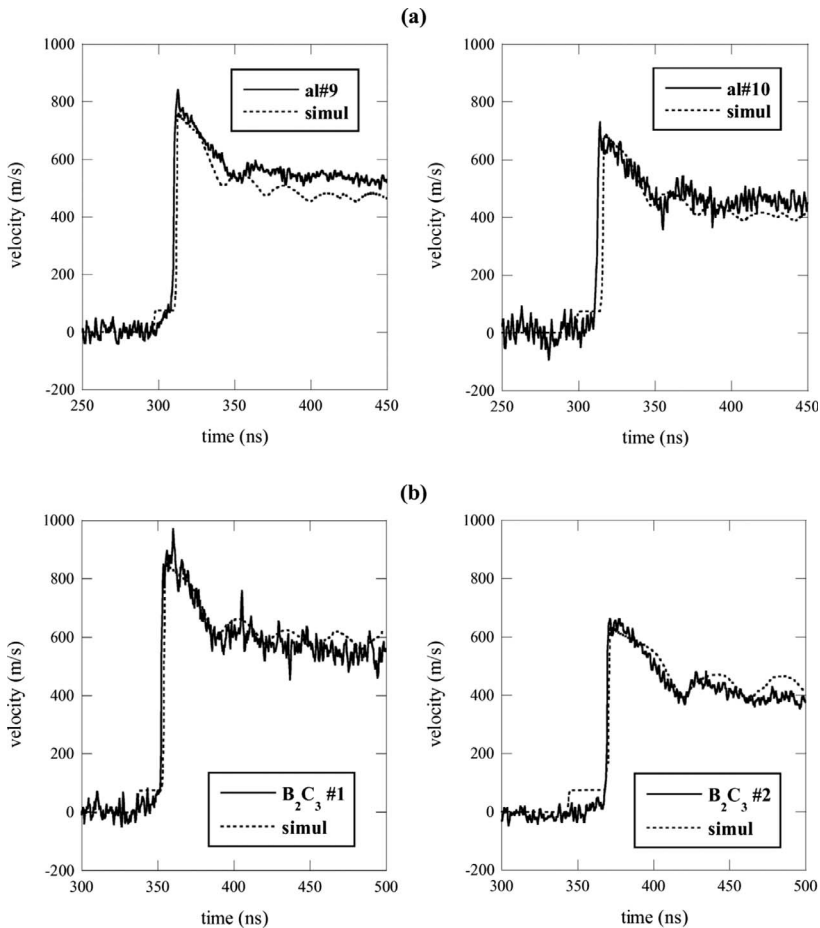 (a)
1000
800
600
400
200
0
-200
velocity (m/s)
al#9
simul
250 300 350 400 450
time (ns)
1000
800
600
400
200
0
-200
velocity (m/s)
al#10
simul
250 300 350 400 450
time (ns)
(b)
1000
800
600
400
200
0
-200
velocity (m/s)
B₂C₃ #1
simul
300 350 400 450 500
time (ns)
1000
800
600
400
200
0
-200
velocity (m/s)
B₂C₃ #2
simul
300 350 400 450 500
time (ns)